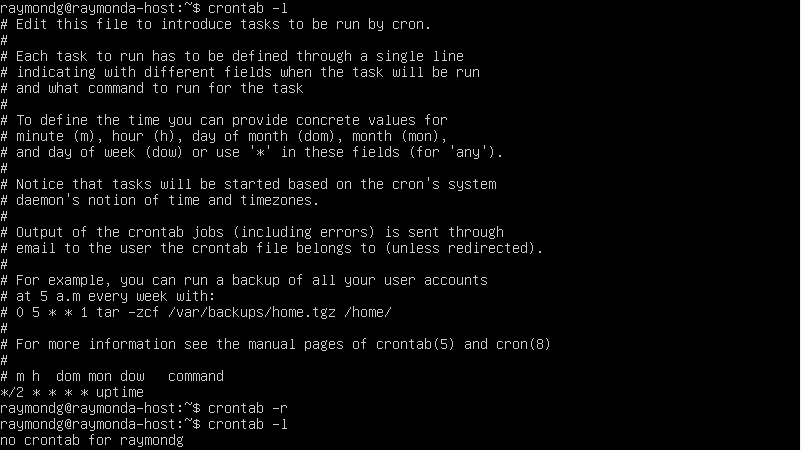 raymondg@raymonda-host:~$ crontab -l
# Edit this file to introduce tasks to be run by cron.
#
# Each task to run has to be defined through a single line
# indicating with different fields when the task will be run
# and what command to run for the task
#
# To define the time you can provide concrete values for
# minute (m), hour (h), day of month (dom), month (mon),
# and day of week (dow) or use '*' in these fields (for 'any').
#
# Notice that tasks will be started based on the cron's system
# daemon's notion of time and timezones.
#
# Output of the crontab jobs (including errors) is sent through
# email to the user the crontab file belongs to (unless redirected).
#
# For example, you can run a backup of all your user accounts
# at 5 a.m every week with:
# 0 5 * * 1 tar -zcf /var/backups/home.tgz /home/
#
# For more information see the manual pages of crontab(5) and cron(8)
#
# m h  dom mon dow   command
*/2 * * * * uptime
raymondg@raymonda-host:~$ crontab -r
raymondg@raymonda-host:~$ crontab -l
no crontab for raymondg